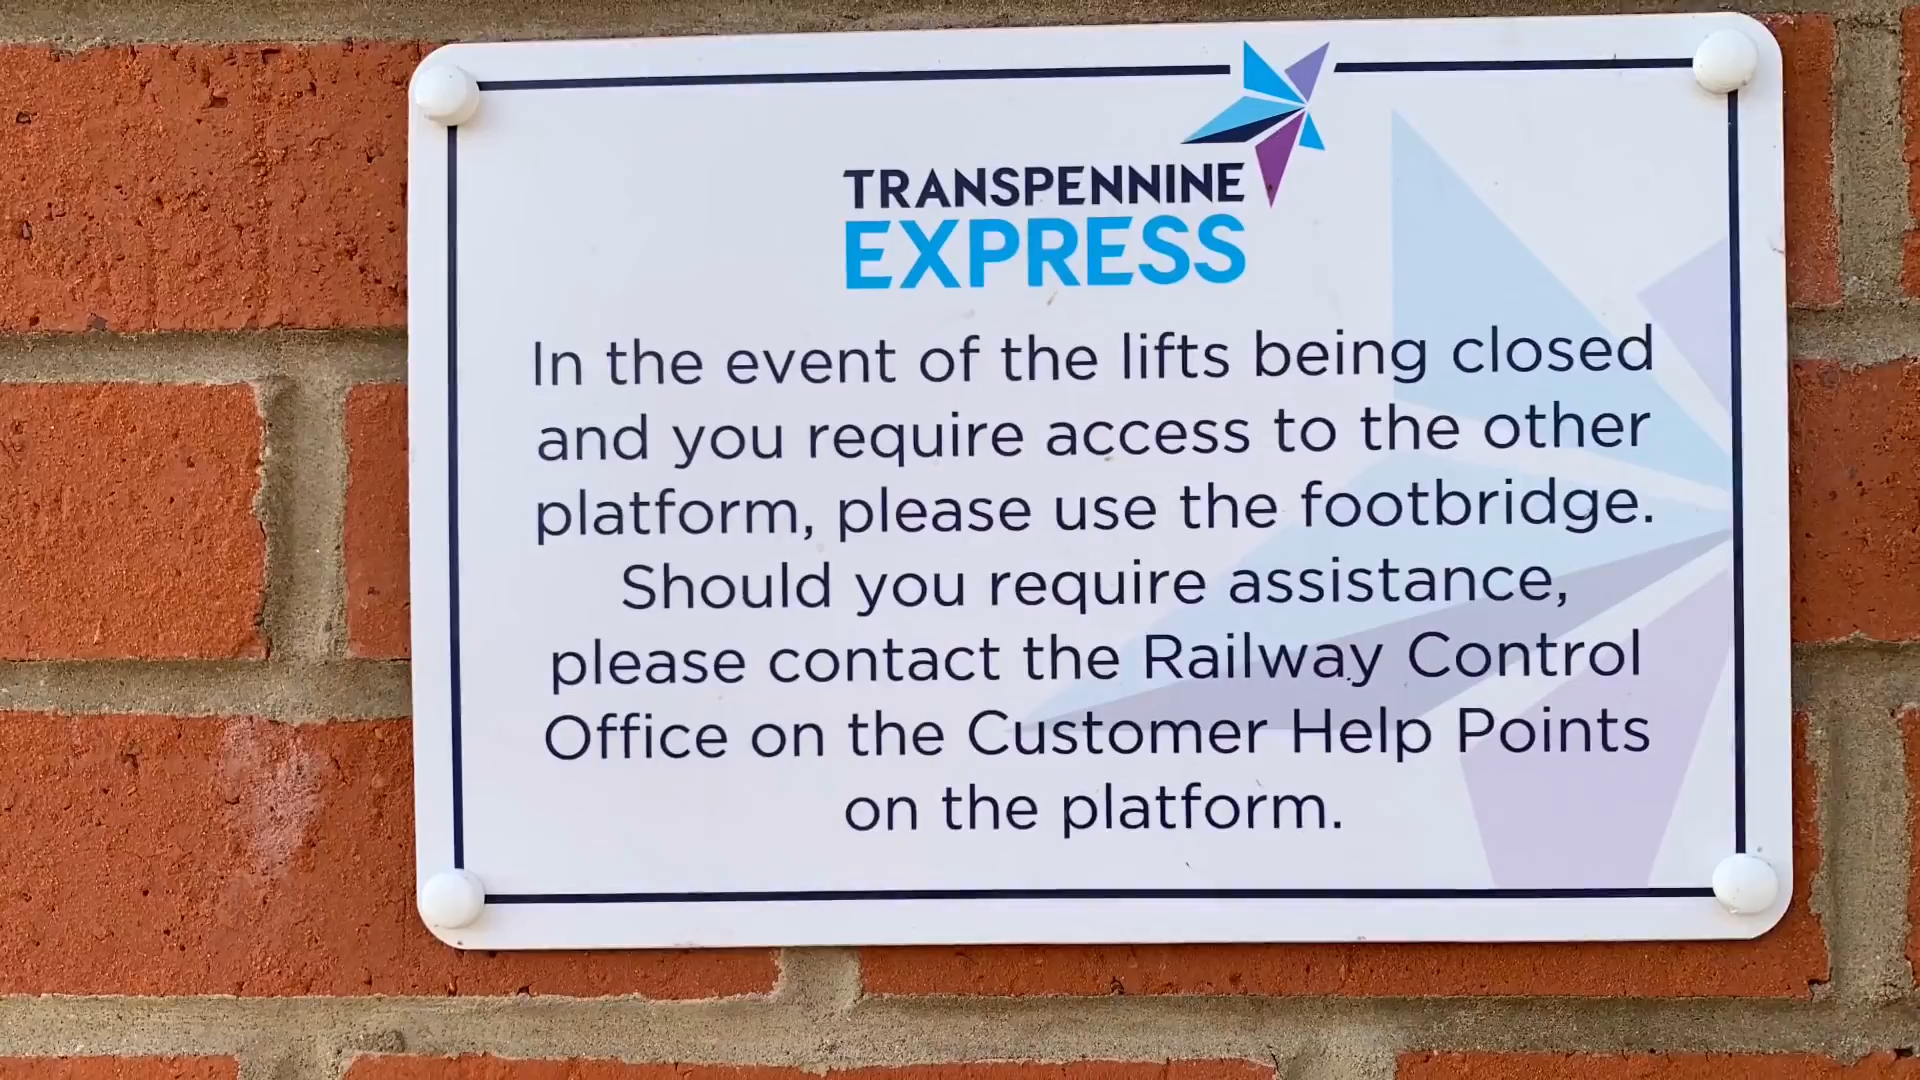 TRANSPENNINE
EXPRESS
In the event of the lifts being closed
and you require access to the other
platform, please use the footbridge.
Should you require assistance,
please contact the Railway Control
Office on the Customer Help Points
on the platform.